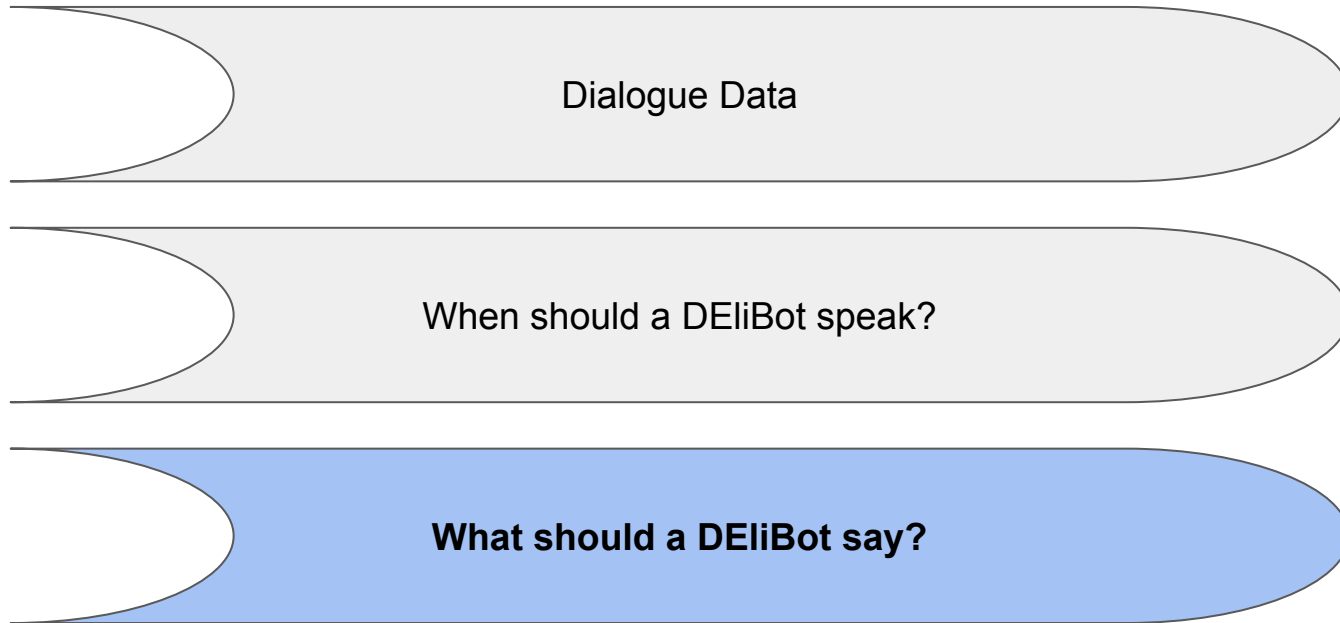 Dialogue Data
When should a DEliBot speak?
What should a DEliBot say?